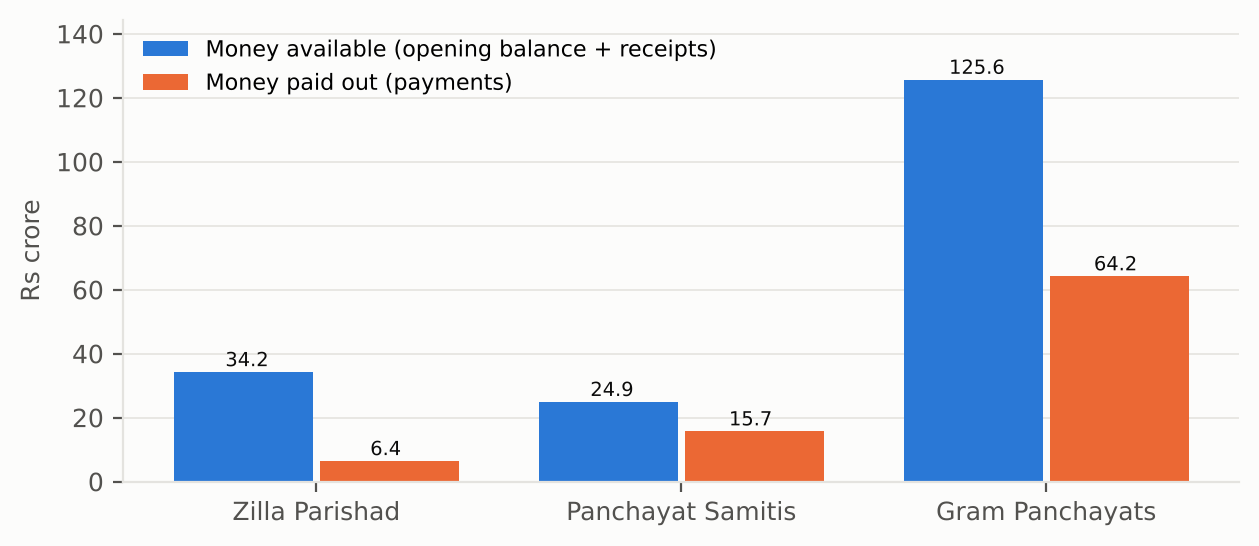 Money available (opening balance + receipts)
Money paid out (payments)
Rs crore
140
120
100
80
60
40
20
0
34.2
6.4
24.9
15.7
125.6
64.2
Zilla Parishad
Panchayat Samitis
Gram Panchayats